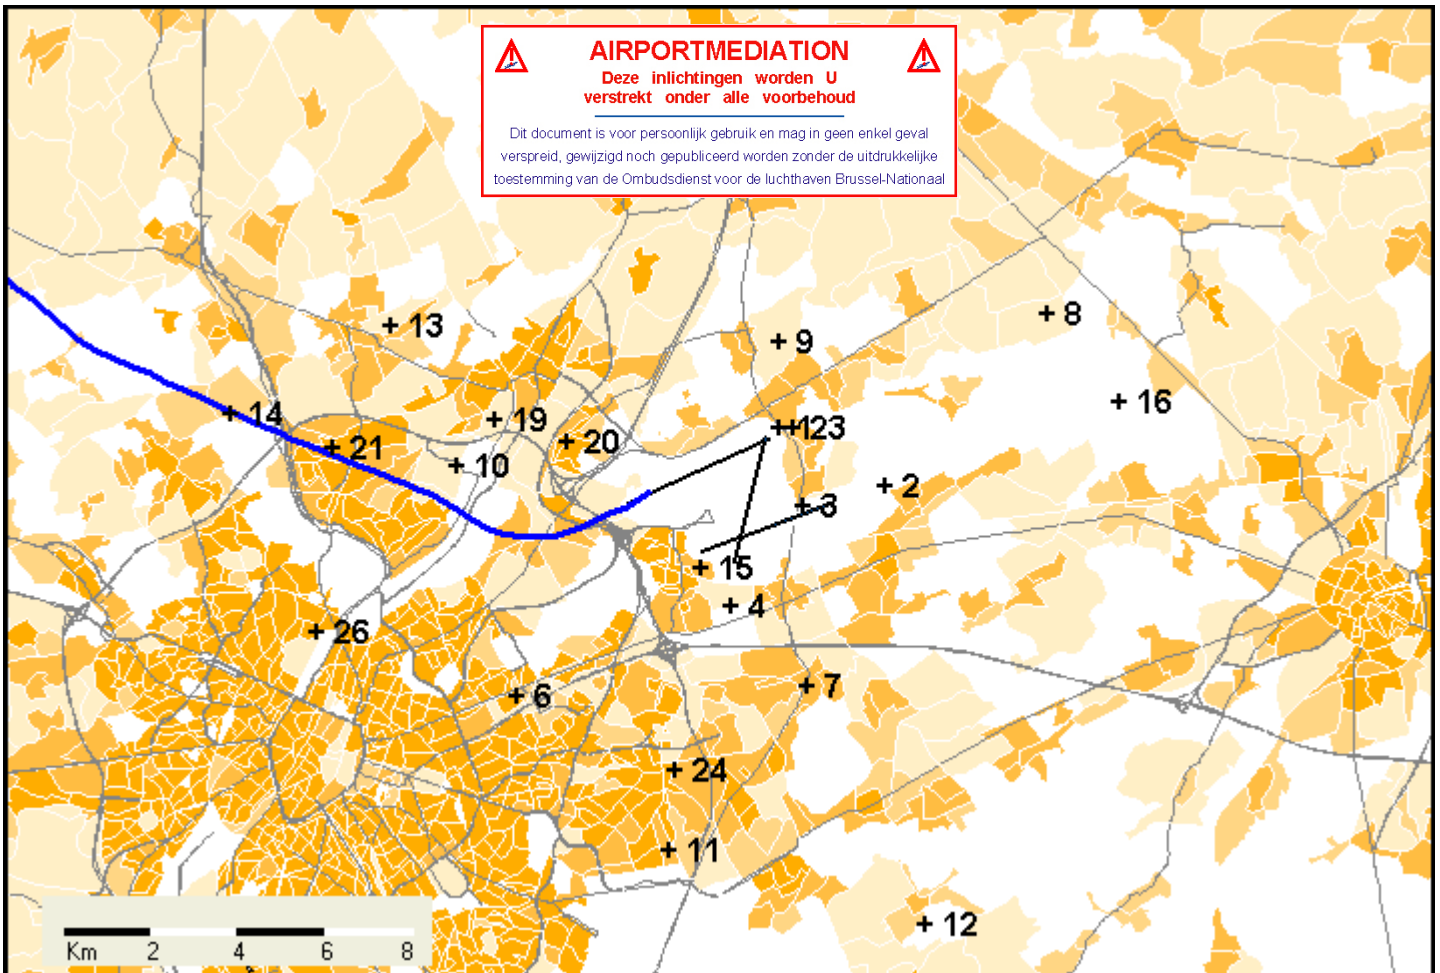 AIRPORTMEDIATION
Deze inlichtingen worden U
verstrekt onder alle voorbehoud
Dit document is voor persoonlijk gebruik en mag in geen enkel geval
verspreid, gewijzigd noch gepubliceerd worden zonder de uitdrukkelijke
toestemming van de Ombudsdienst voor de luchthaven Brussel-Nationaal
+ 8
+ 13
+ 9
+ 16
+ 14
+ 19
+ 20
+ 21
+ 10
+ 2
+ 3
+ 15
+ 4
+ 26
+ 6
+ 7
+ 24
+ 11
+ 12
Km 2 4 6 8